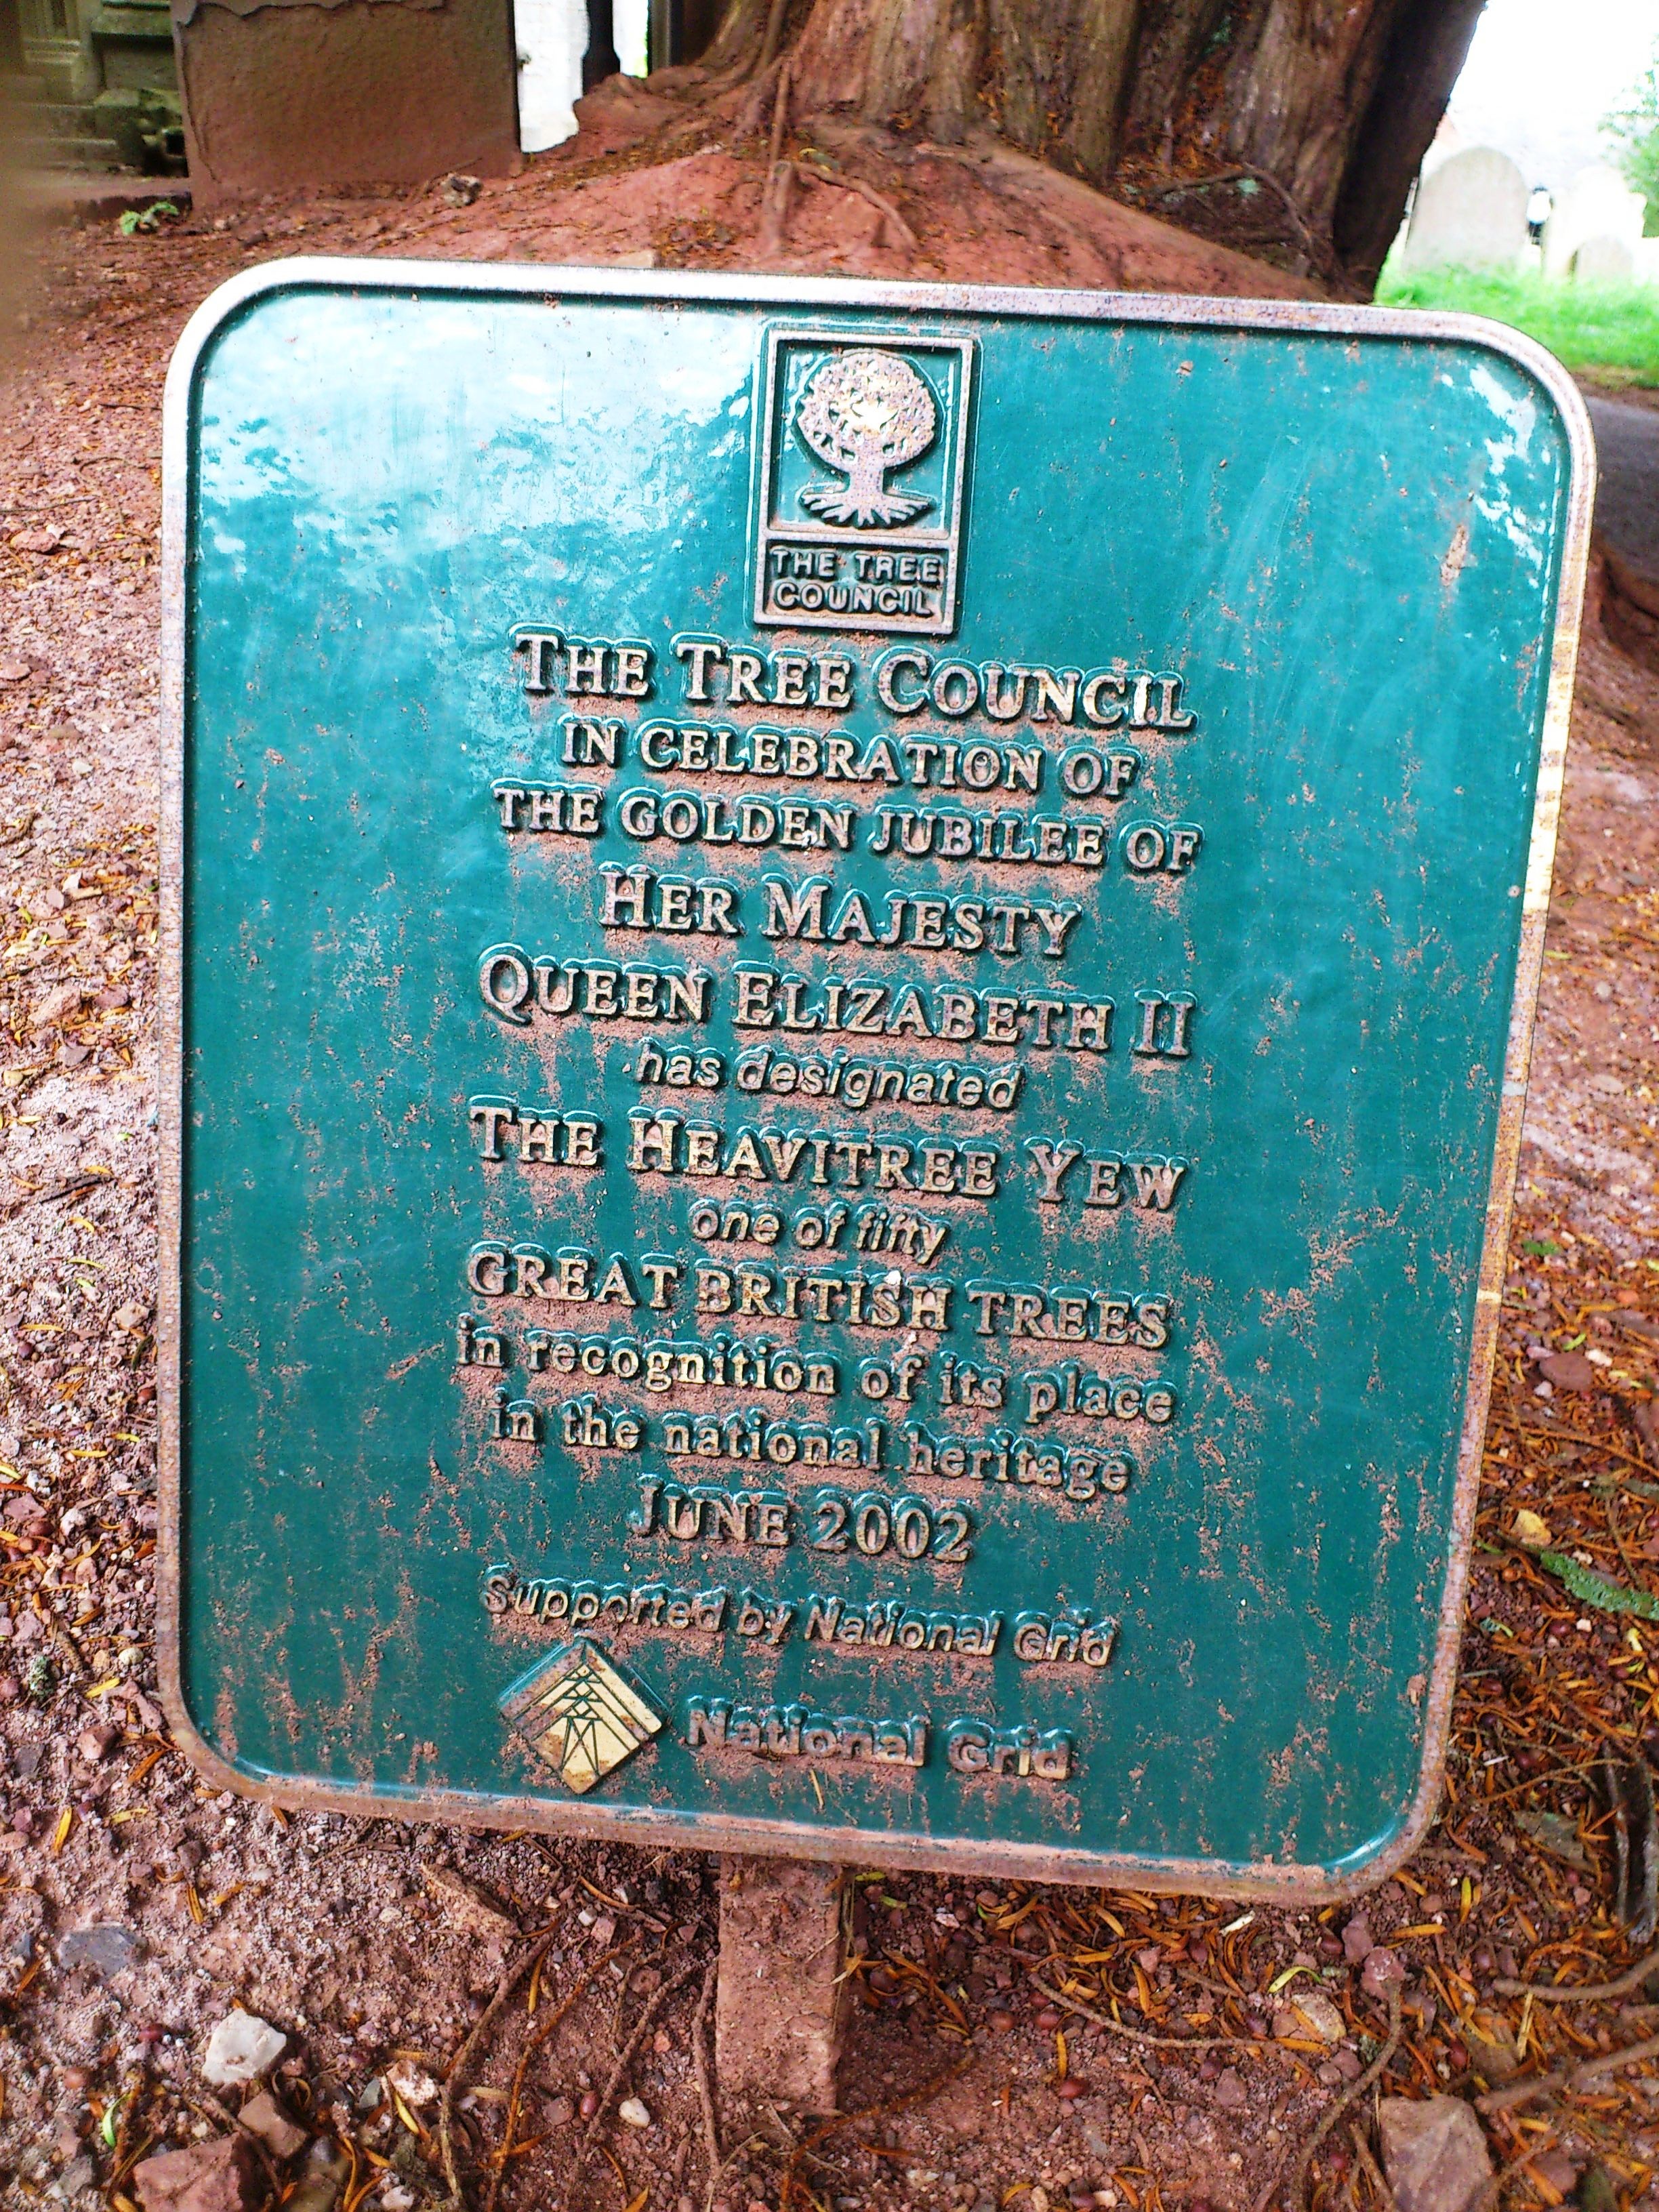 THE TREE
COUNCIL
THE TREE COUNCIL
IN CELEBRATION OF
THE GOLDEN JUBILEE OF
HER MAJESTY
QUEEN ELIZABETH II
has designated
THE HEAVITREE YEW
one of fifty
GREAT BRITISH TREES
in recognition of its place
in the national heritage
JUNE 2002
Supported by National Grid
National Grid